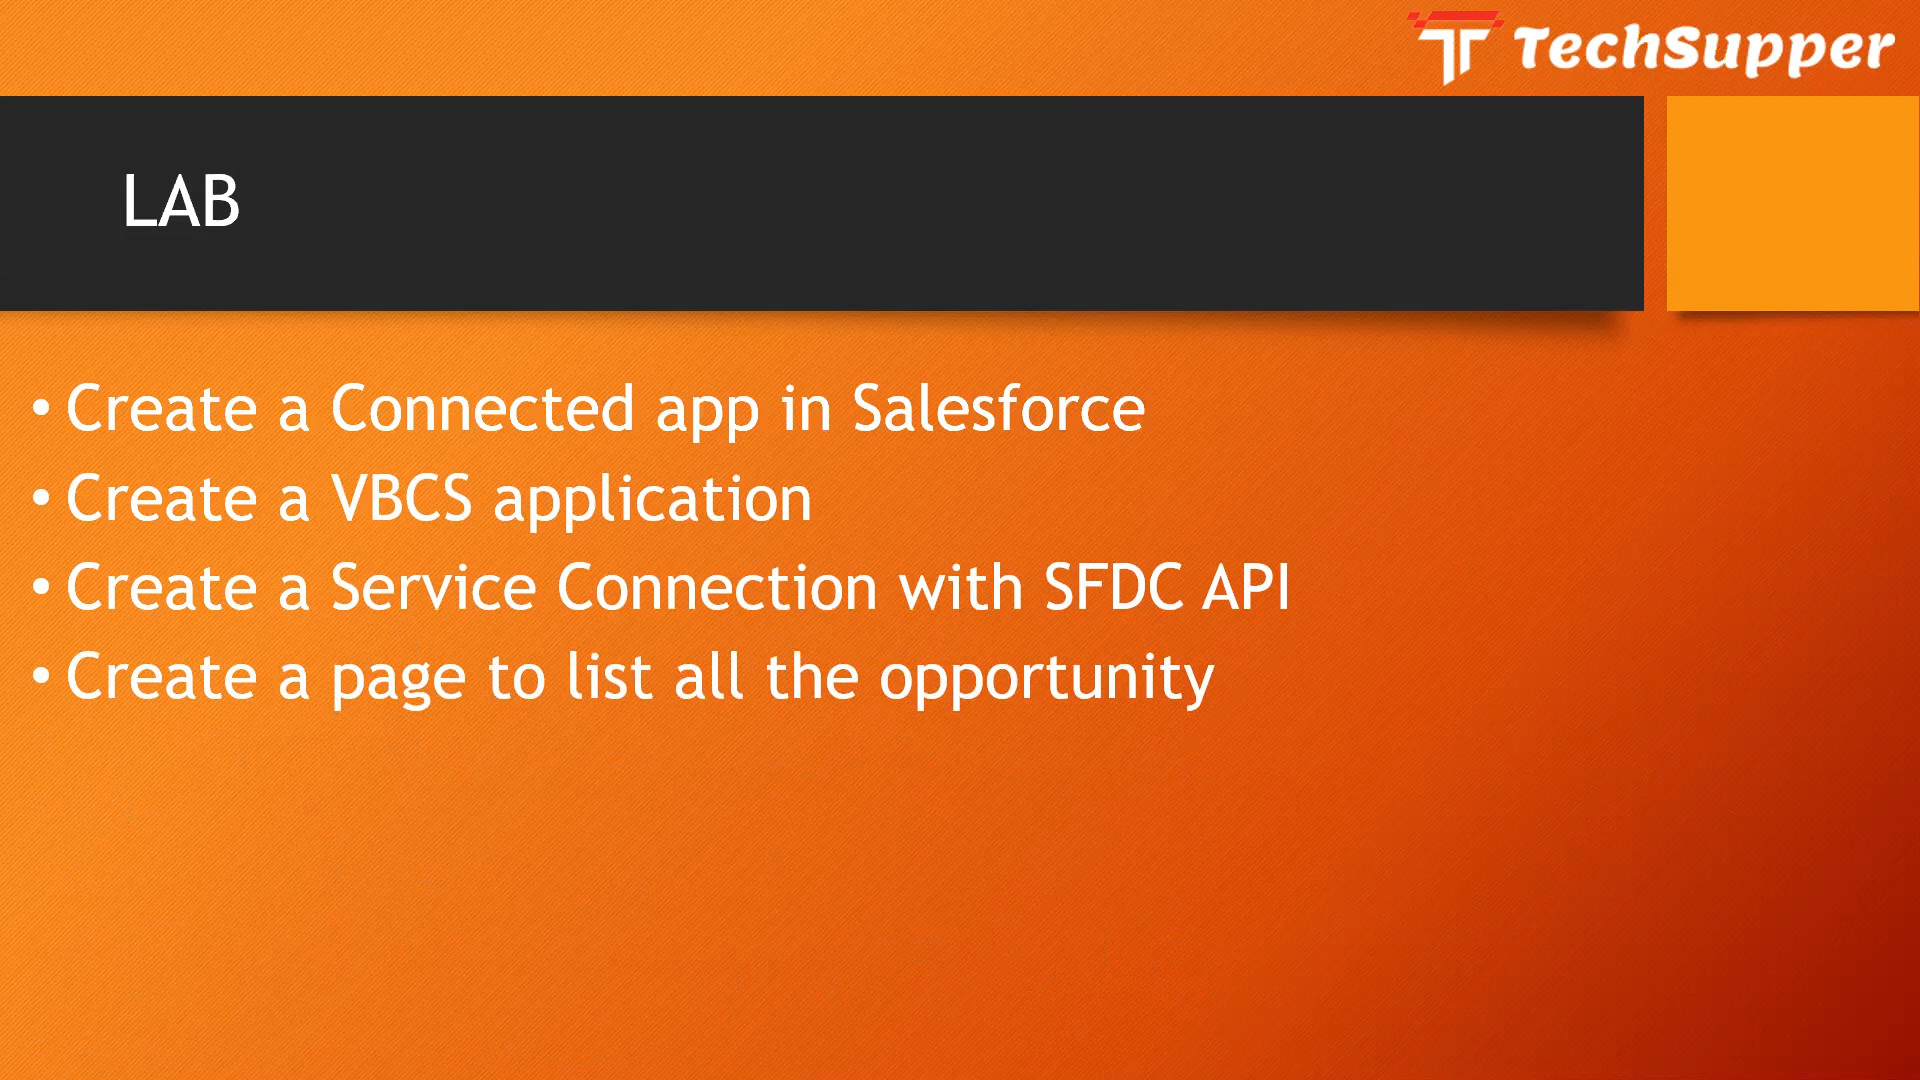 TechSupper
LAB
• Create a Connected app in Salesforce
• Create a VBCS application
• Create a Service Connection with SFDC API
• Create a page to list all the opportunity